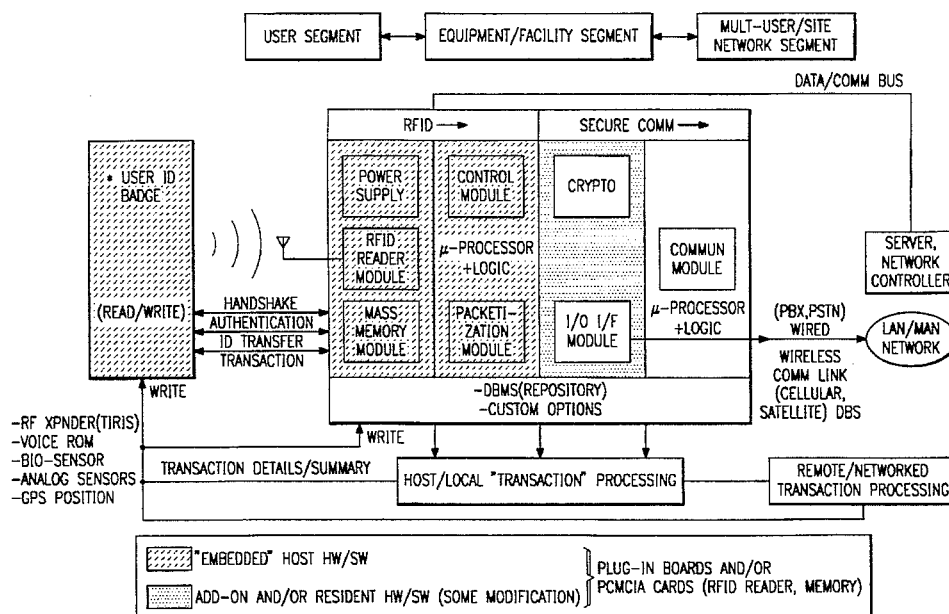 USER SEGMENT
EQUIPMENT/FACILITY SEGMENT
MULT-USER/SITE
NETWORK SEGMENT
DATA/COMM BUS
RFID
SECURE COMM
* USER ID
BADGE
(READ/WRITE)
POWER
SUPPLY
CONTROL
MODULE
CRYPTO
RFID
READER
MODULE
μ-PROCESSOR
+LOGIC
COMMUN
MODULE
SERVER,
NETWORK
CONTROLLER
HANDSHAKE
AUTHENTICATION
ID TRANSFER
TRANSACTION
MASS
MEMORY
MODULE
PACKETI-
ZATION
MODULE
I/O I/F
MODULE
μ-PROCESSOR
+LOGIC
(PBX,PSTN)
WIRED
WIRELESS
COMM LINK
(CELLULAR,
SATELLITE) DBS
LAN/MAN
NETWORK
WRITE
-DBMS(REPOSITORY)
-CUSTOM OPTIONS
-RF XPNDER(TIRIS)
-VOICE ROM
-BIO-SENSOR
-ANALOG SENSORS
-GPS POSITION
WRITE
TRANSACTION DETAILS/SUMMARY
HOST/LOCAL "TRANSACTION" PROCESSING
REMOTE/NETWORKED
TRANSACTION PROCESSING
"EMBEDDED" HOST HW/SW
ADD-ON AND/OR RESIDENT HW/SW (SOME MODIFICATION)
PLUG-IN BOARDS AND/OR
PCMCIA CARDS (RFID READER, MEMORY)